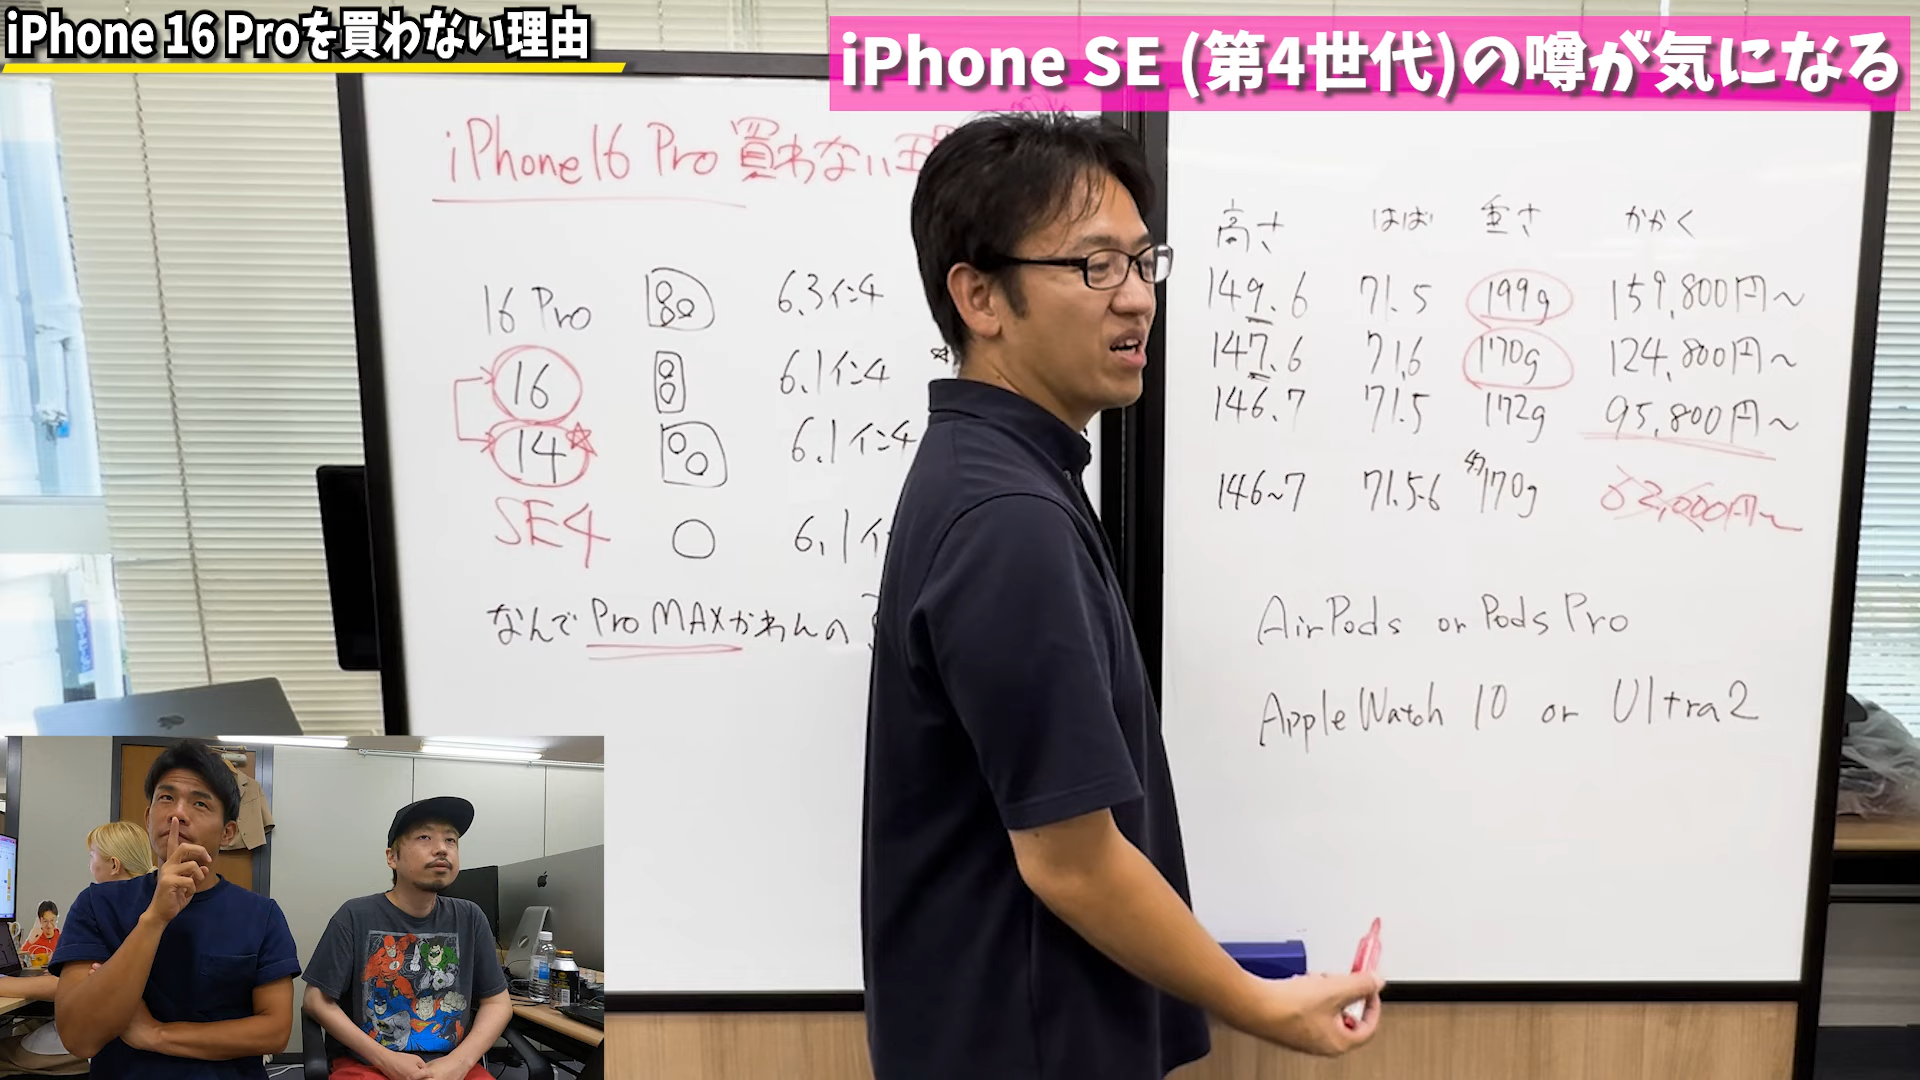 iPhone 16 Proを買わない理由
iPhone SE (第4世代)の噂が気になる
iPhone16 Pro 買わない理
高さ はば 重さ かかく
16 Pro 6.3インチ 149.6 71.5 199g 159,800円～
16 6.1インチ 147.6 71.6 170g 124,800円～
14 6.1インチ 146.7 71.5 172g 95,800円～
SE4 6.1イ 146~7 71.5-6 170g
なんで Pro MAXかわんの
AirPods or Pods Pro
Apple Watch 10 or Ultra2